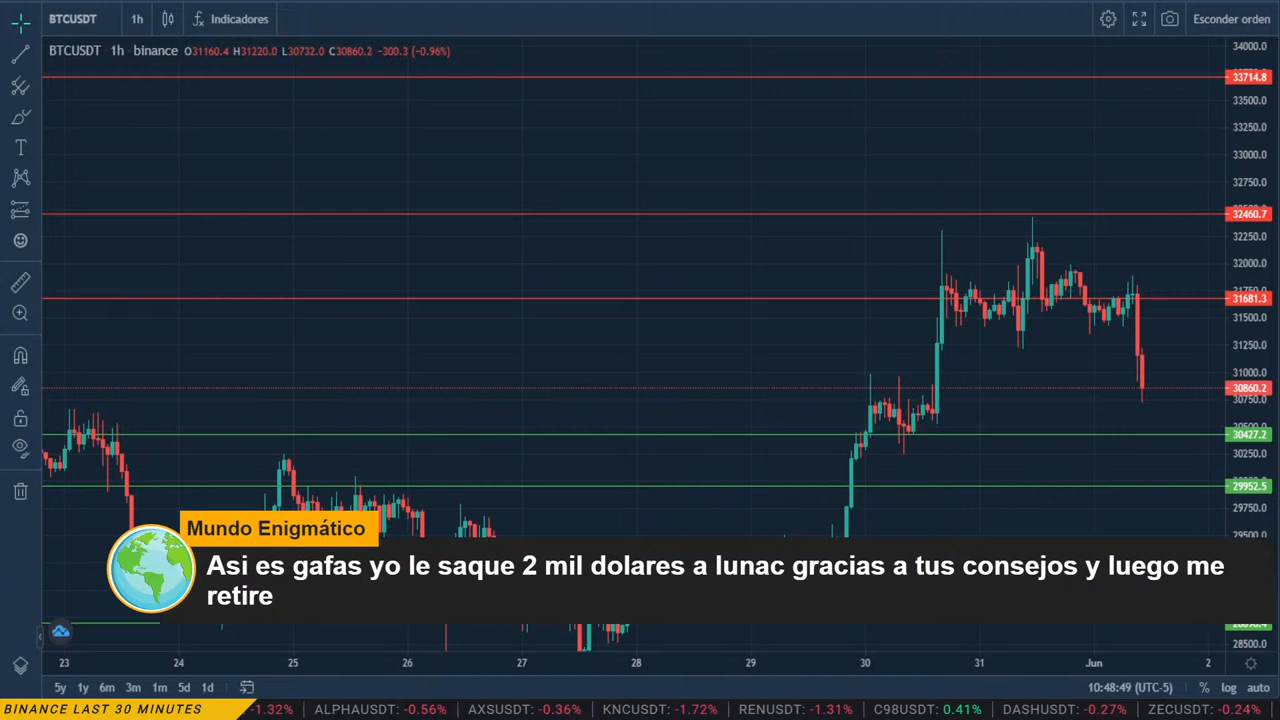 BTCUSDT 1h Indicadores Esconder orden
BTCUSDT 1h binance O31160.4 H31220.0 L30732.0 C30860.2 -300.3 (-0.96%)
34000.0
33714.8
33500.0
33250.0
33000.0
32750.0
32460.7
32250.0
32000.0
31681.3
31500.0
31250.0
31000.0
30860.2
30750.0
30427.2
30250.0
29952.5
29750.0
Mundo Enigmático
Asi es gafas yo le saque 2 mil dolares a lunac gracias a tus consejos y luego me
retire
28500.0
23 24 25 26 27 28 29 30 31 Jun 2
5y 1y 6m 3m 1m 5d 1d 10:48:49 (UTC-5) % log auto
BINANCE LAST 30 MINUTES -1.32% ALPHAUSDT: -0.56% AXSUSDT: -0.36% KNCUSDT: -1.72% RENUSDT: -1.31% C98USDT: 0.41% DASHUSDT: -0.27% ZECUSDT: -0.24%